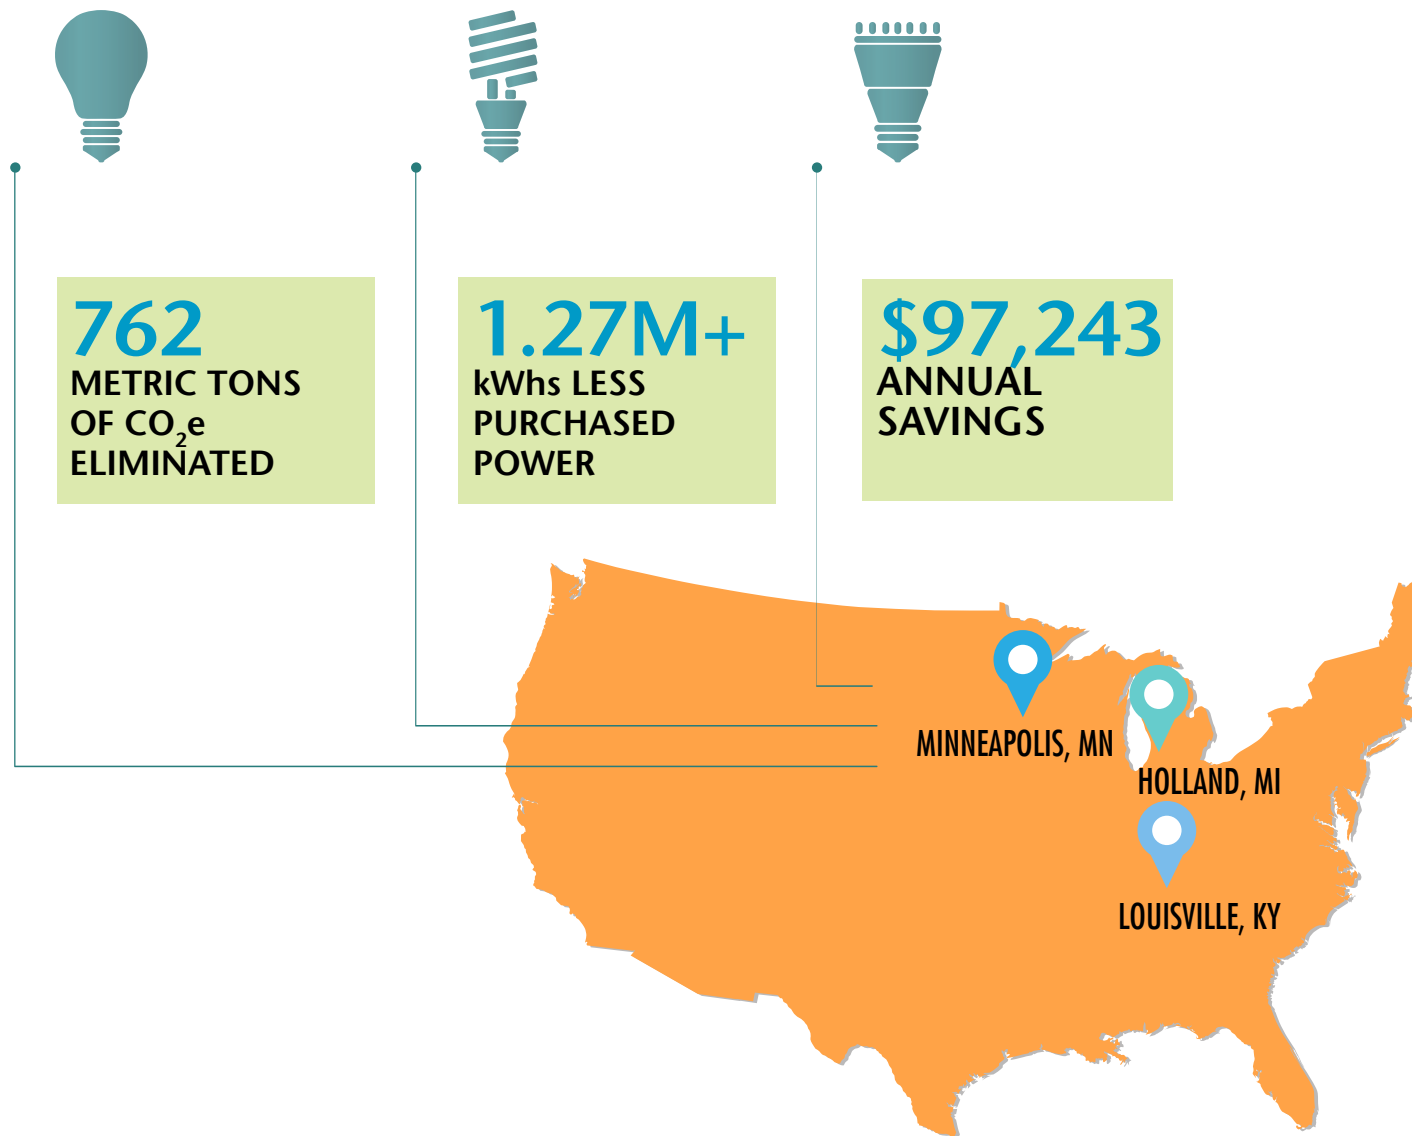 762
METRIC TONS
OF CO₂e
ELIMINATED
1.27M+
kWhs LESS
PURCHASED
POWER
$97,243
ANNUAL
SAVINGS
MINNEAPOLIS, MN
HOLLAND, MI
LOUISVILLE, KY